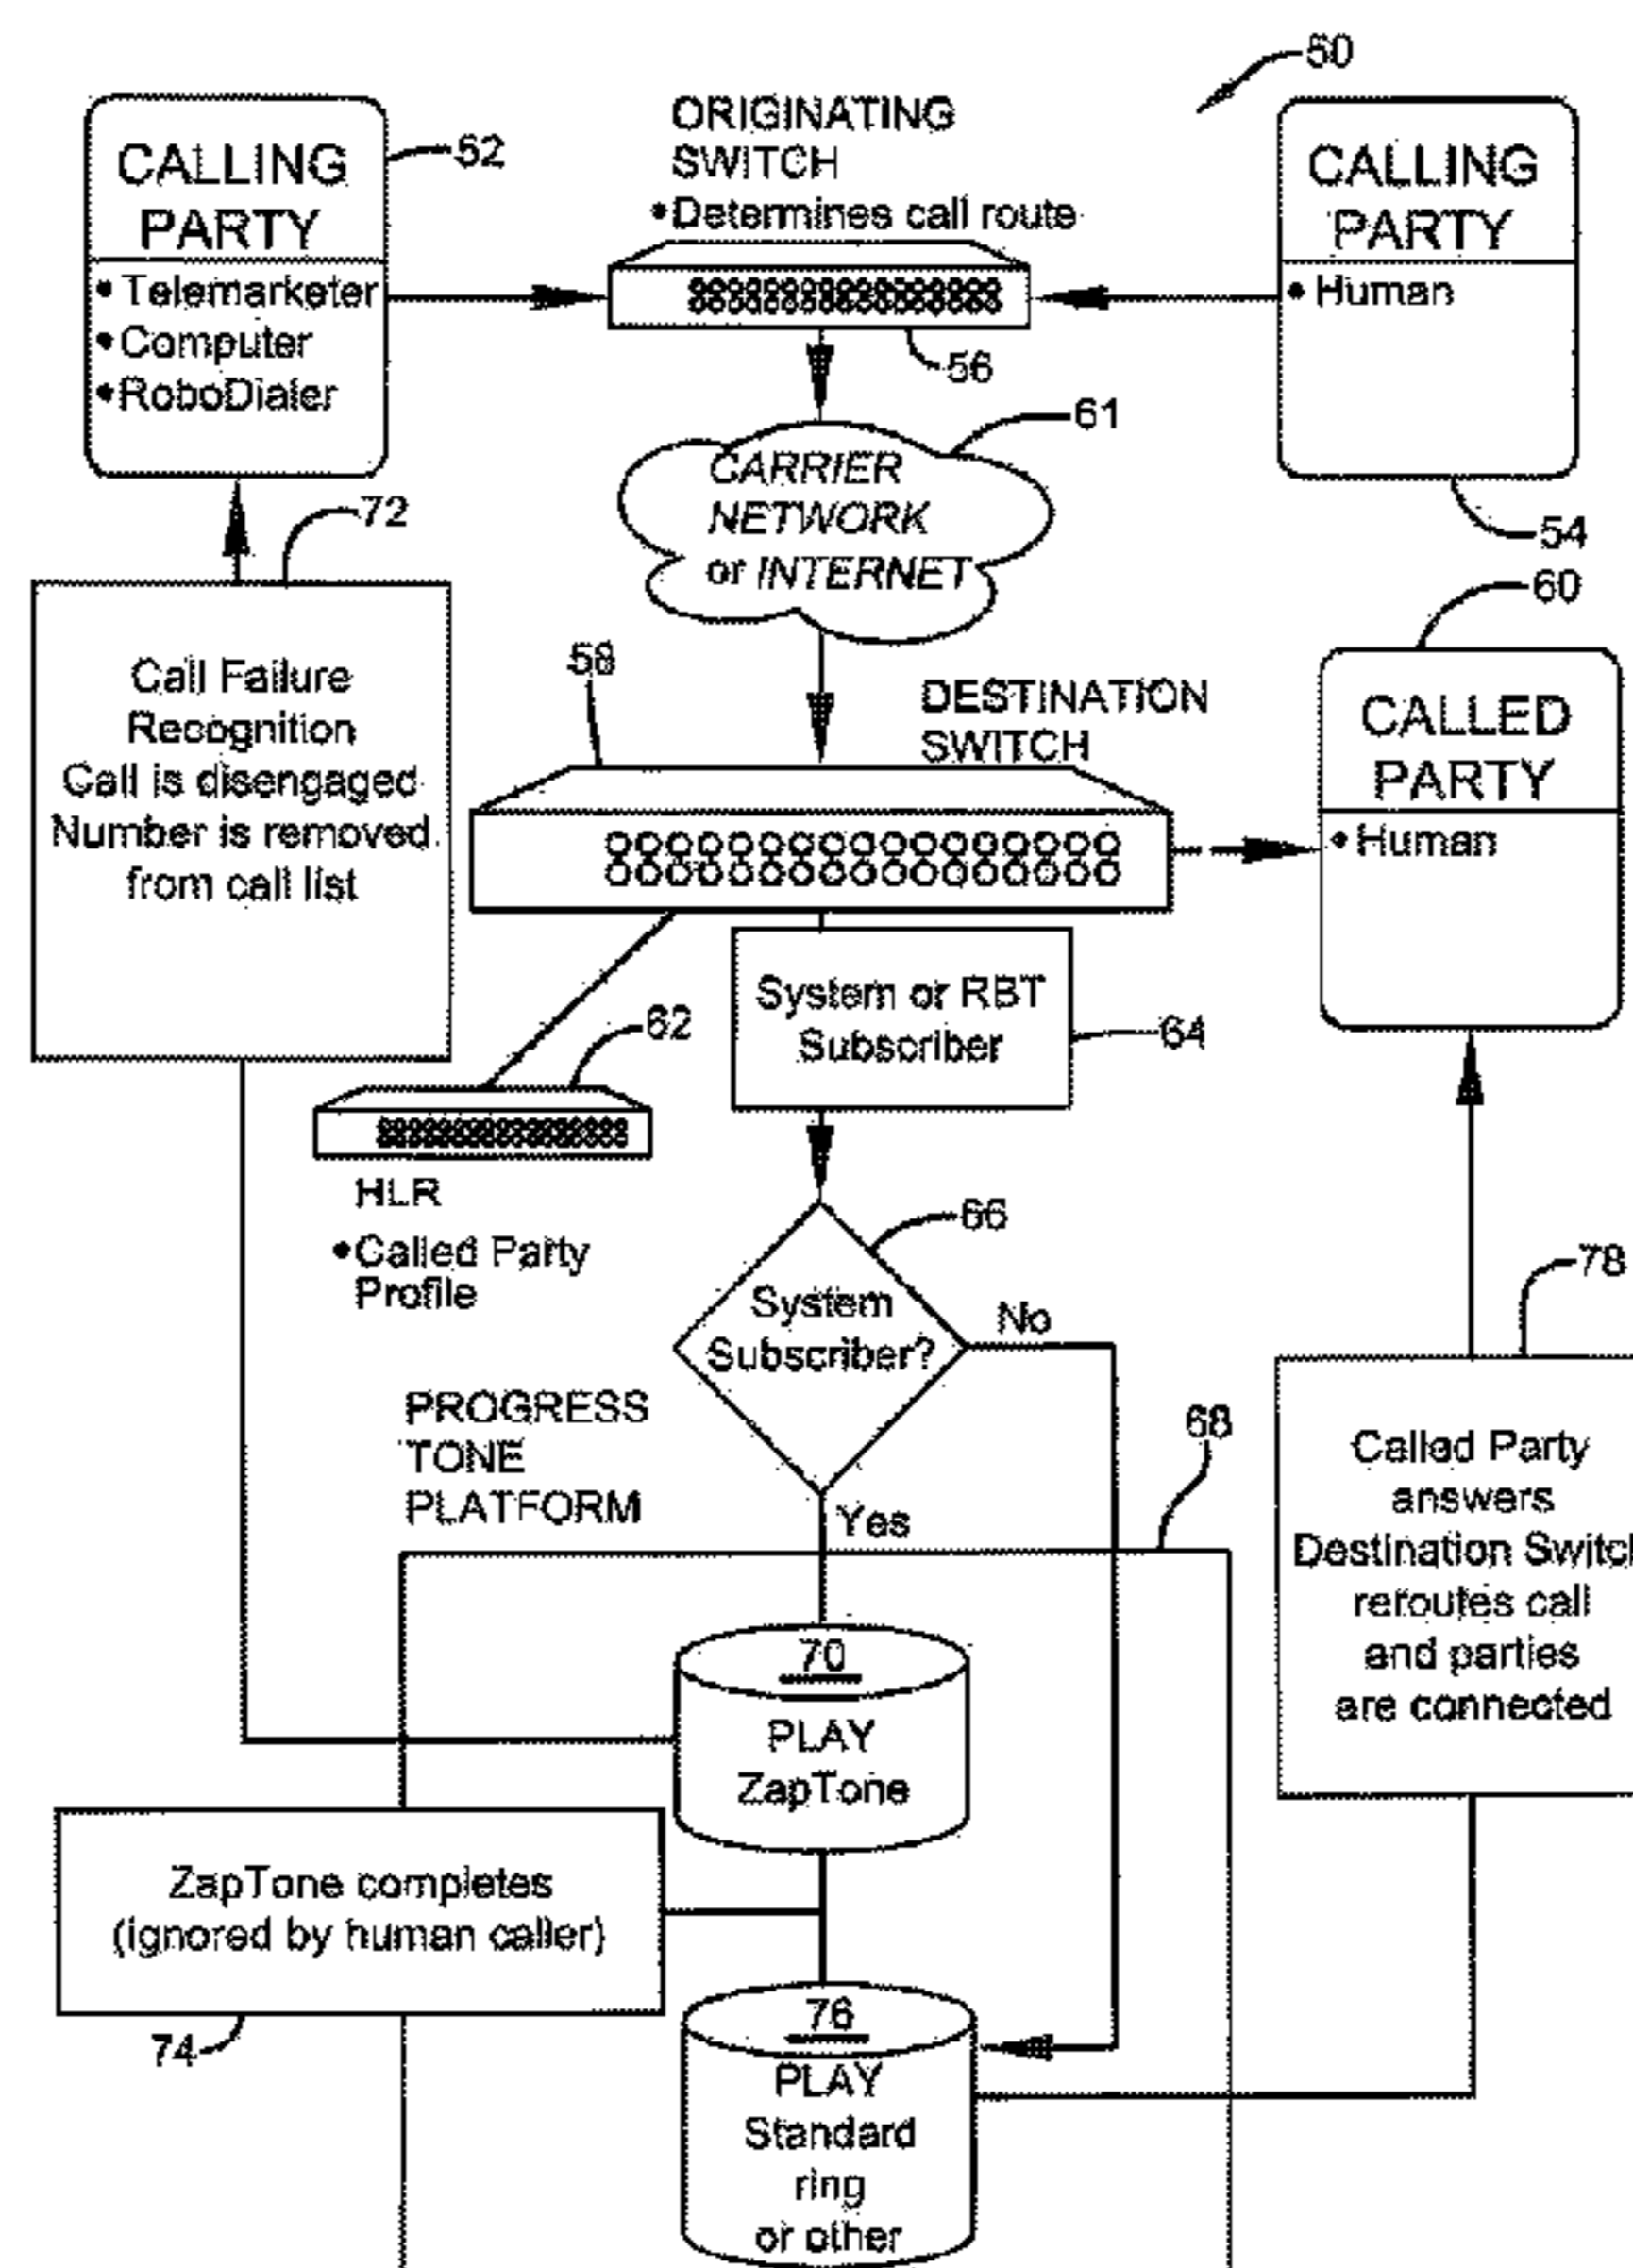 50
ORIGINATING
SWITCH
• Determines call route
CALLING
PARTY
52
• Telemarketer
• Computer
• RoboDialer
CALLING
PARTY
• Human
56
54
61
CARRIER
NETWORK
or INTERNET
72
Call Failure
Recognition
Call is disengaged
Number is removed
from call list
58
DESTINATION
SWITCH
60
CALLED
PARTY
• Human
System or RBT
Subscriber
64
62
HLR
• Called Party
Profile
66
System
Subscriber?
No
Yes
PROGRESS
TONE
PLATFORM
68
78
Called Party
answers
Destination Switch
reroutes call
and parties
are connected
70
PLAY
ZapTone
ZapTone completes
(ignored by human caller)
74
76
PLAY
Standard
ring
or other